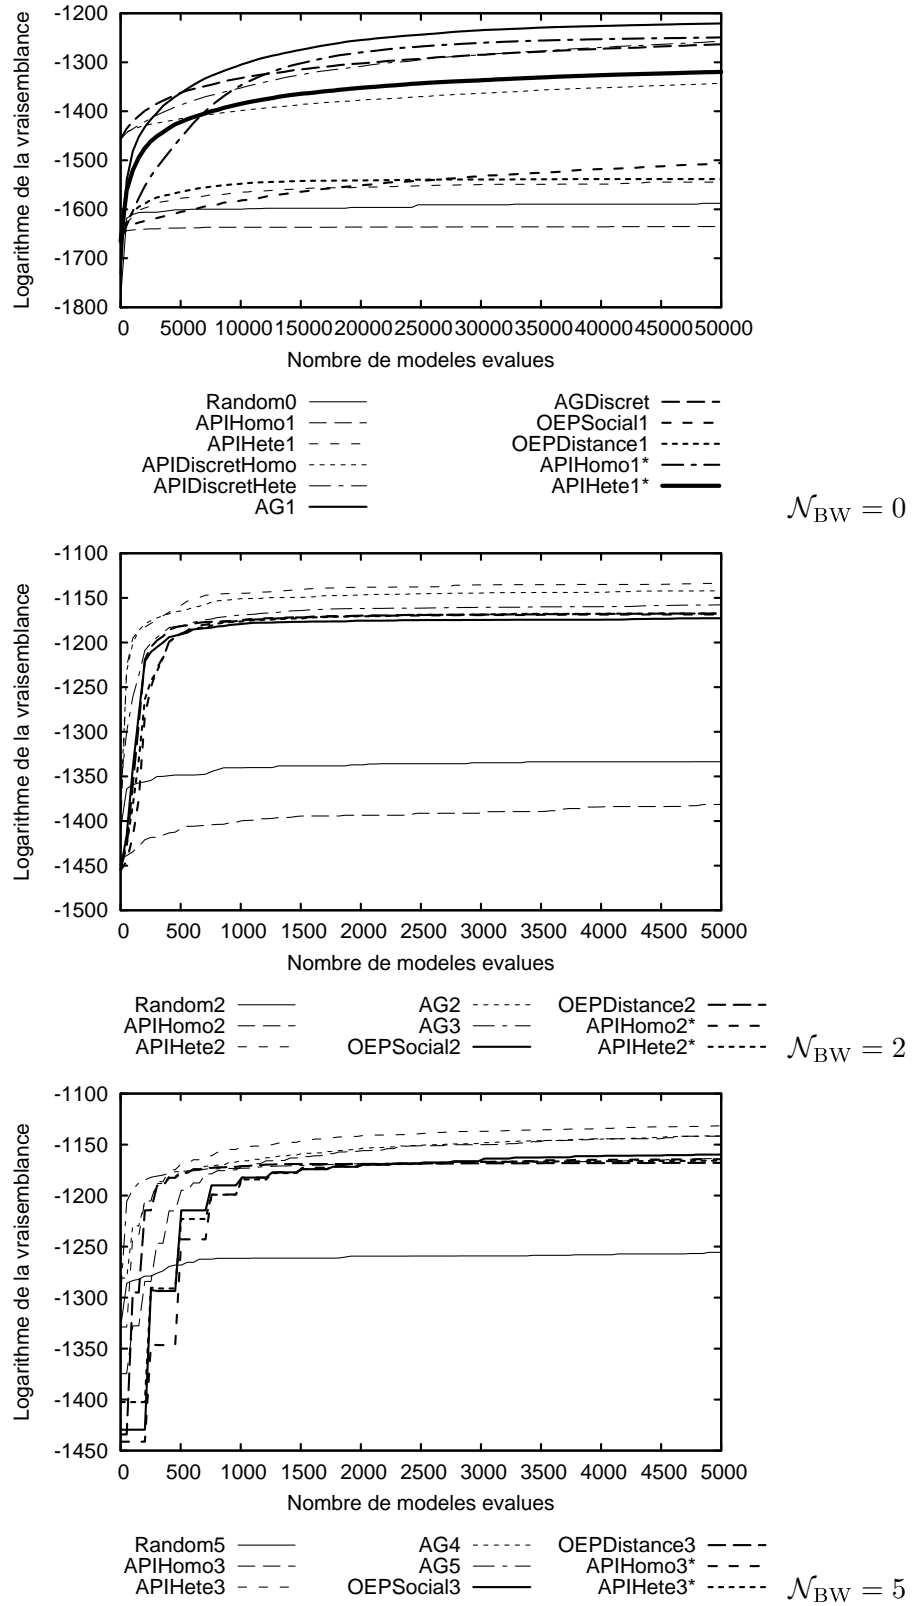 -1200
-1300
-1400
-1500
-1600
-1700
-1800
Logarithme de la vraisemblance
0 5000 10000 15000 20000 25000 30000 35000 40000 45000 50000
Nombre de modeles evalues
Random0
APIHomo1
APIHete1
APIDiscretHomo
APIDiscretHete
AG1
AGDiscret
OEPSocial1
OEPDistance1
APIHomo1*
APIHete1*
𝒩BW = 0
-1100
-1150
-1200
-1250
-1300
-1350
-1400
-1450
-1500
Logarithme de la vraisemblance
0 500 1000 1500 2000 2500 3000 3500 4000 4500 5000
Nombre de modeles evalues
Random2
APIHomo2
APIHete2
AG2
AG3
OEPSocial2
OEPDistance2
APIHomo2*
APIHete2*
𝒩BW = 2
-1100
-1150
-1200
-1250
-1300
-1350
-1400
-1450
Logarithme de la vraisemblance
0 500 1000 1500 2000 2500 3000 3500 4000 4500 5000
Nombre de modeles evalues
Random5
APIHomo3
APIHete3
AG4
AG5
OEPSocial3
OEPDistance3
APIHomo3*
APIHete3*
𝒩BW = 5